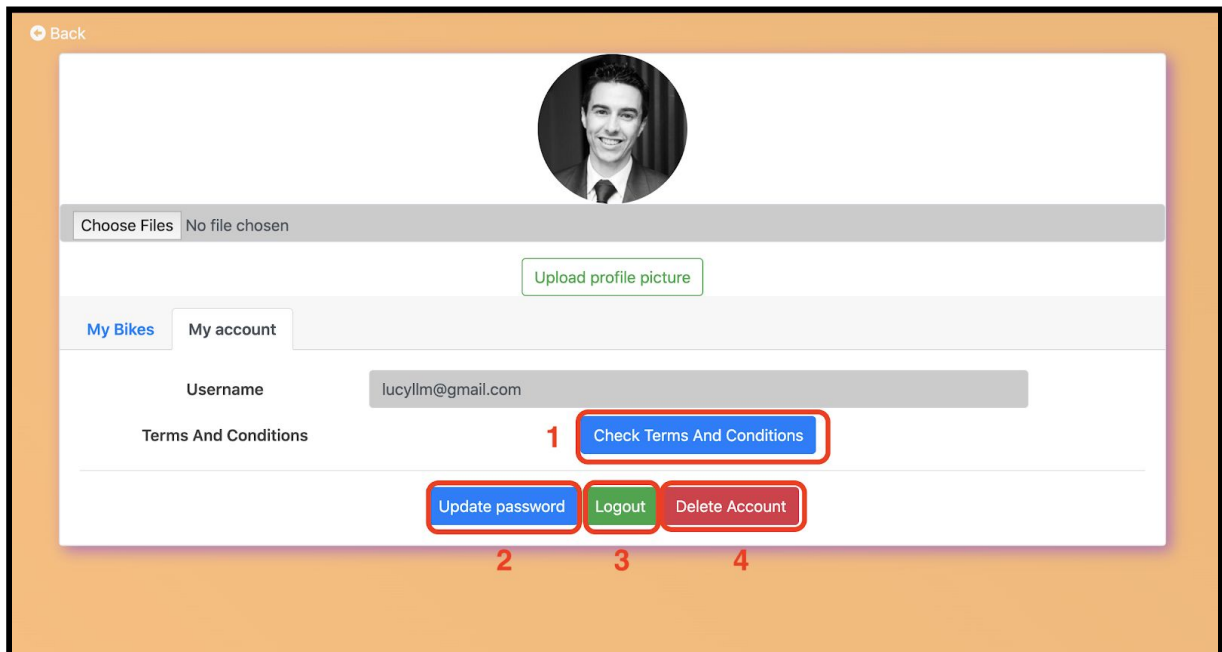 Back
Choose Files No file chosen
Upload profile picture
My Bikes My account
Username lucyllm@gmail.com
Terms And Conditions 1 Check Terms And Conditions
Update password Logout Delete Account
2 3 4